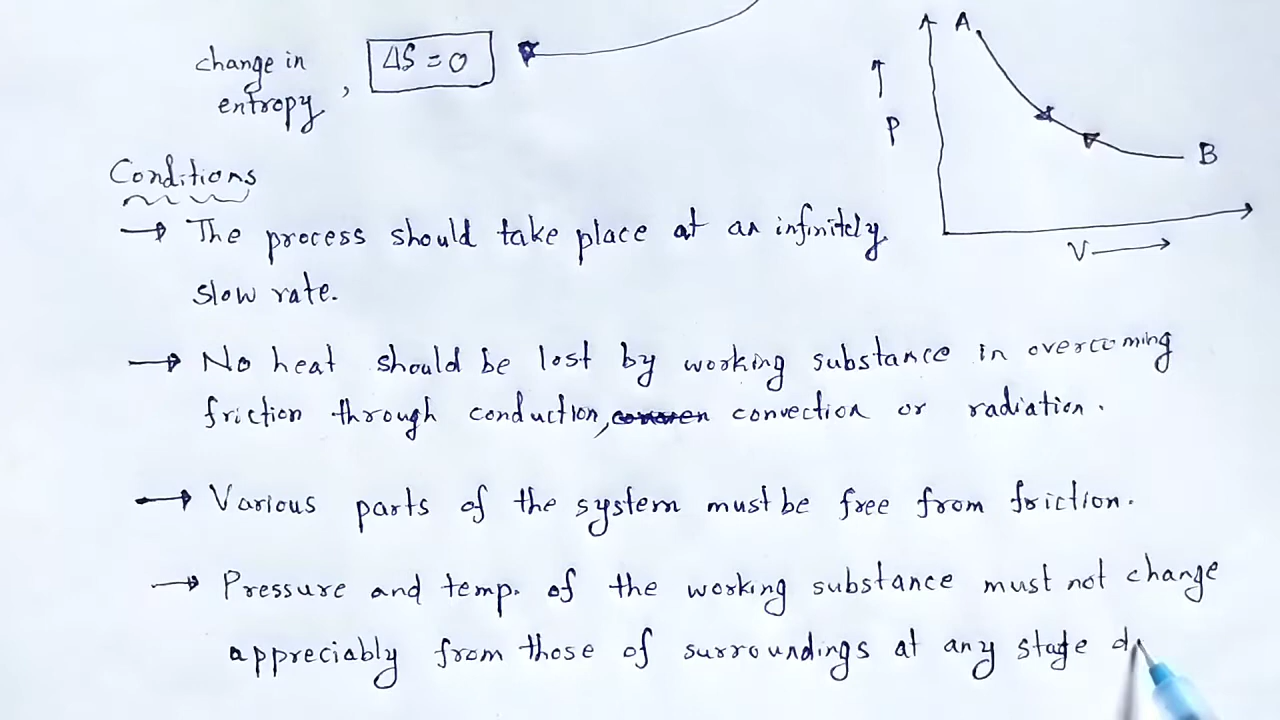 change in
entropy, ΔS = 0
A
P
B
V
Conditions
→ The process should take place at an infinitely
slow rate.
→ No heat should be lost by working substance in overcoming
friction through conduction, convection or radiation.
→ Various parts of the system must be free from friction.
→ Pressure and temp. of the working substance must not change
appreciably from those of surroundings at any stage d